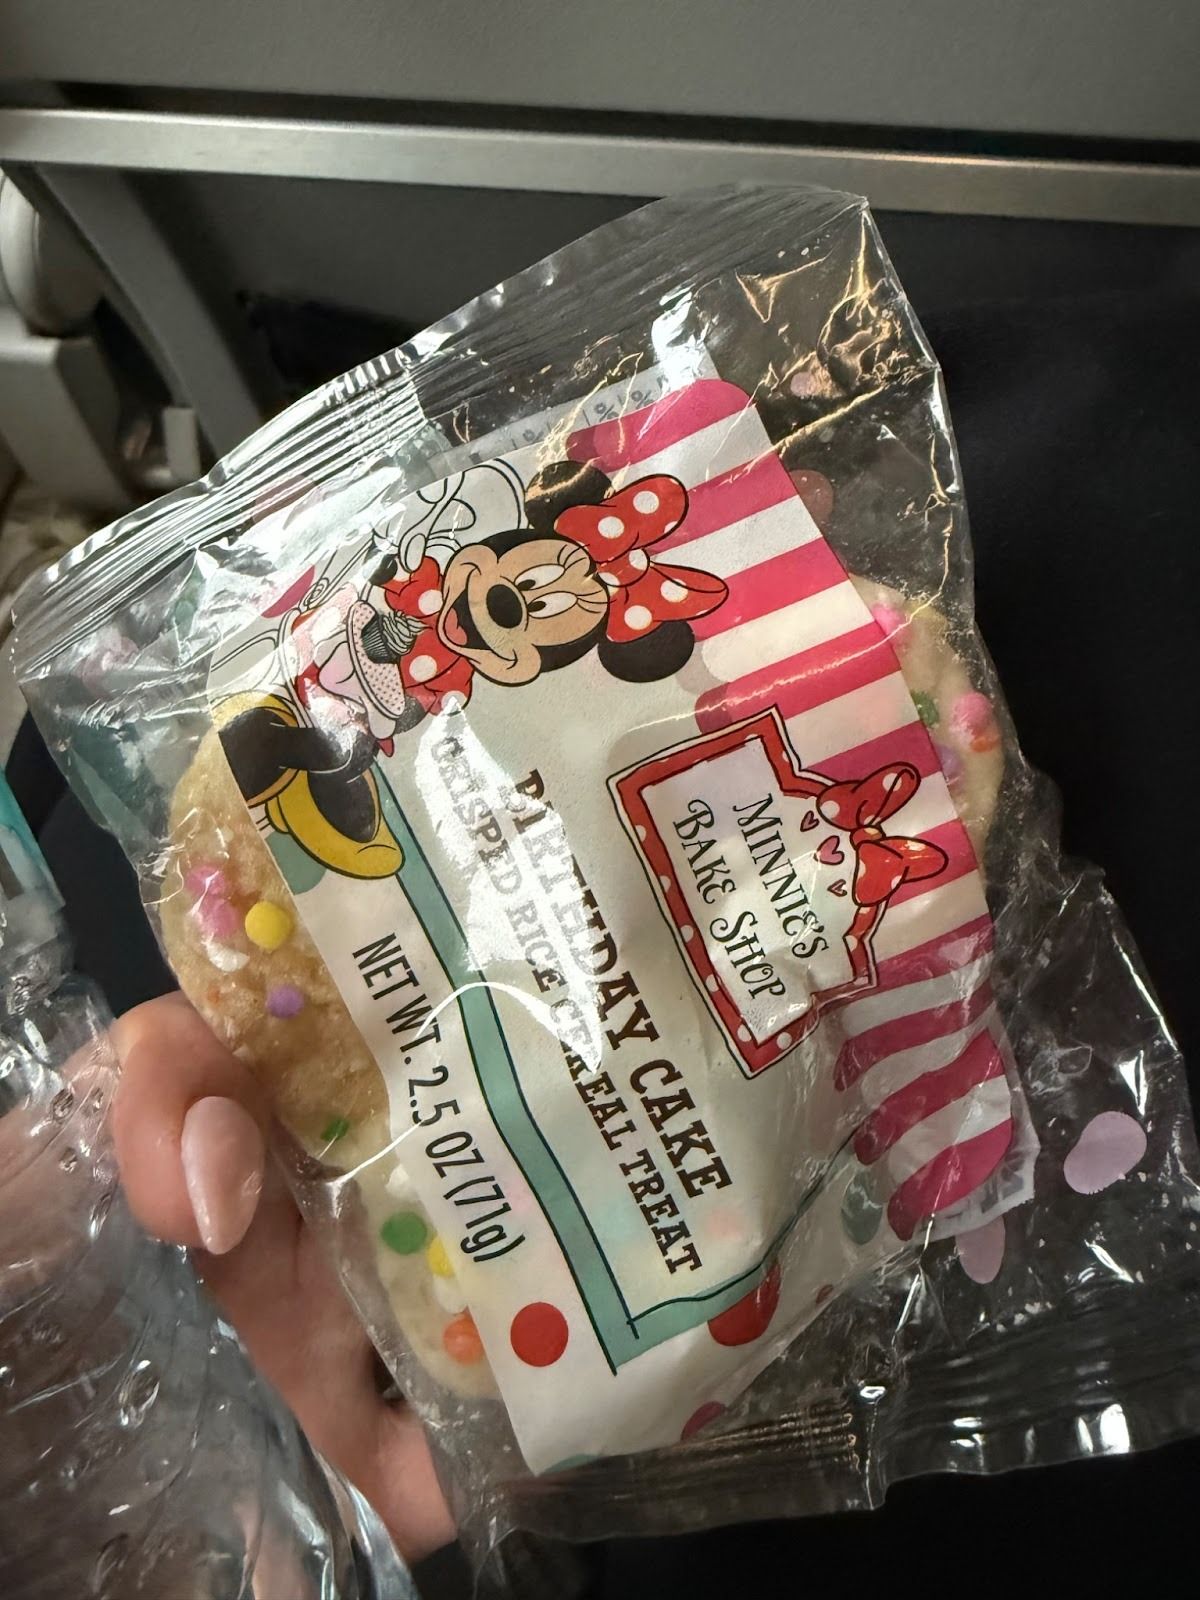 MINNIE'S
BAKE SHOP
BIRTHDAY CAKE
CRISPED RICE CEREAL TREAT
NET WT. 2.5 OZ (71g)